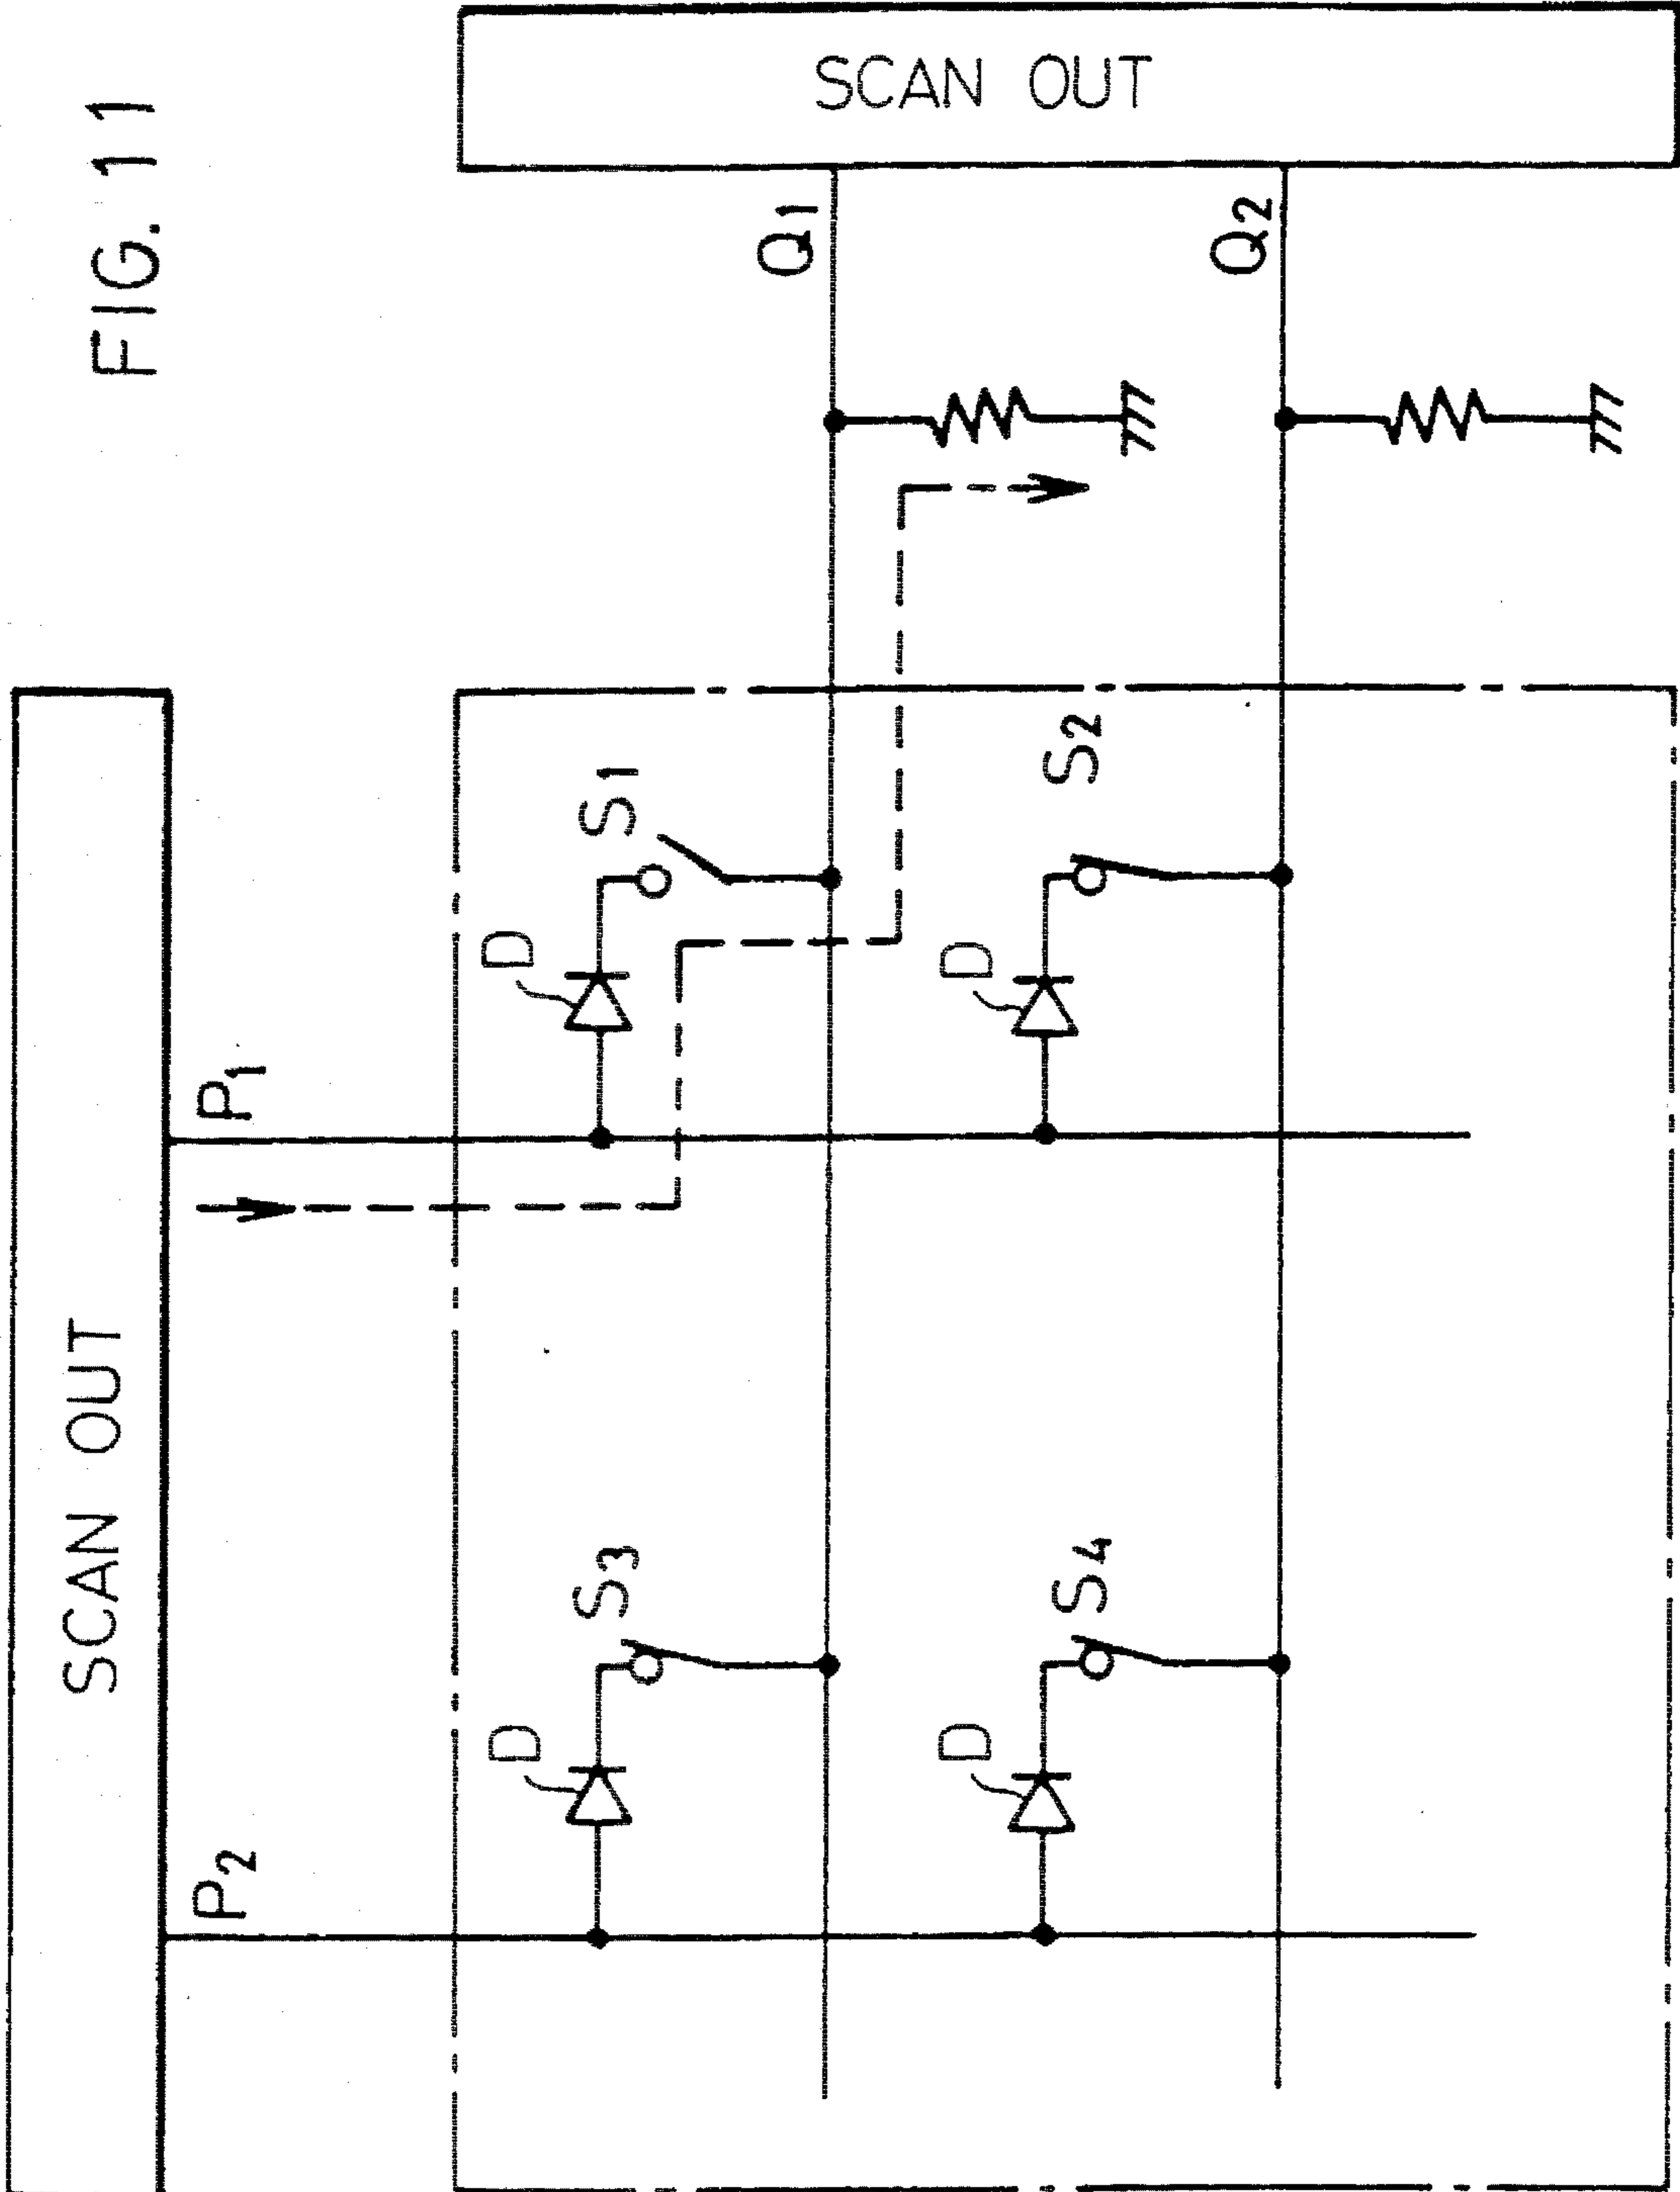 FIG. 11
SCAN OUT
SCAN OUT
P2
P1
Q1
Q2
D
S3
D
S1
D
S4
D
S2